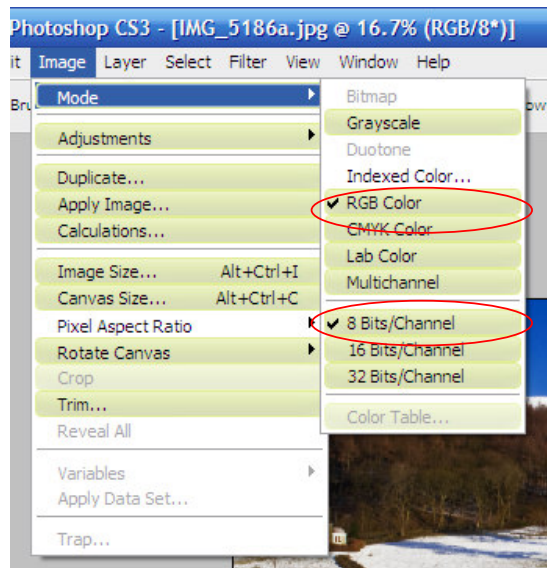 Photoshop CS3 - [IMG_5186a.jpg @ 16.7% (RGB/8*)]
it Image Layer Select Filter View Window Help
Bru
ow
Mode
Adjustments
Duplicate...
Apply Image...
Calculations...
Image Size... Alt+Ctrl+I
Canvas Size... Alt+Ctrl+C
Pixel Aspect Ratio
Rotate Canvas
Crop
Trim...
Reveal All
Variables
Apply Data Set...
Trap...
Bitmap
Grayscale
Duotone
Indexed Color...
RGB Color
CMYK Color
Lab Color
Multichannel
8 Bits/Channel
16 Bits/Channel
32 Bits/Channel
Color Table...